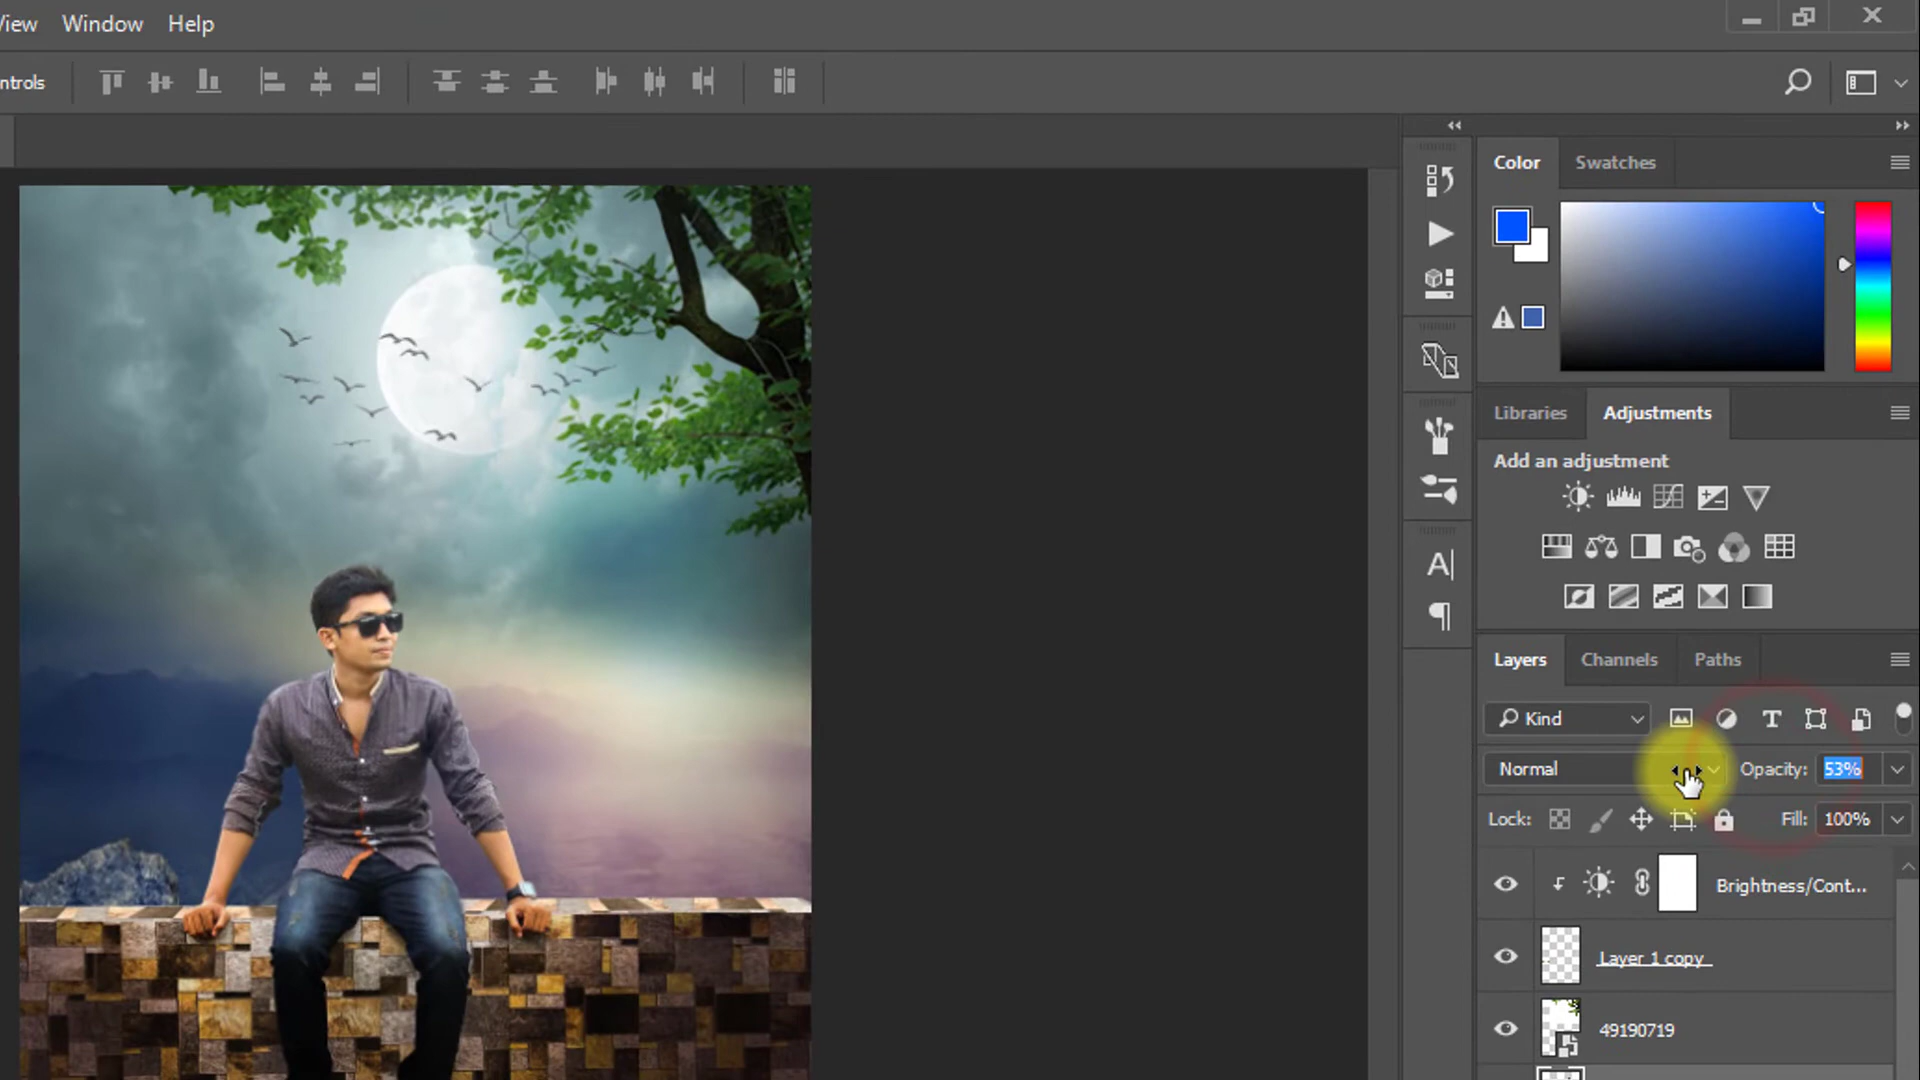 View Window Help
ntrols
Color Swatches
Libraries Adjustments
Add an adjustment
A
Layers Channels Paths
Kind T
Normal Opacity: 53%
Lock: Fill: 100%
Brightness/Cont...
Layer 1 copy
49190719